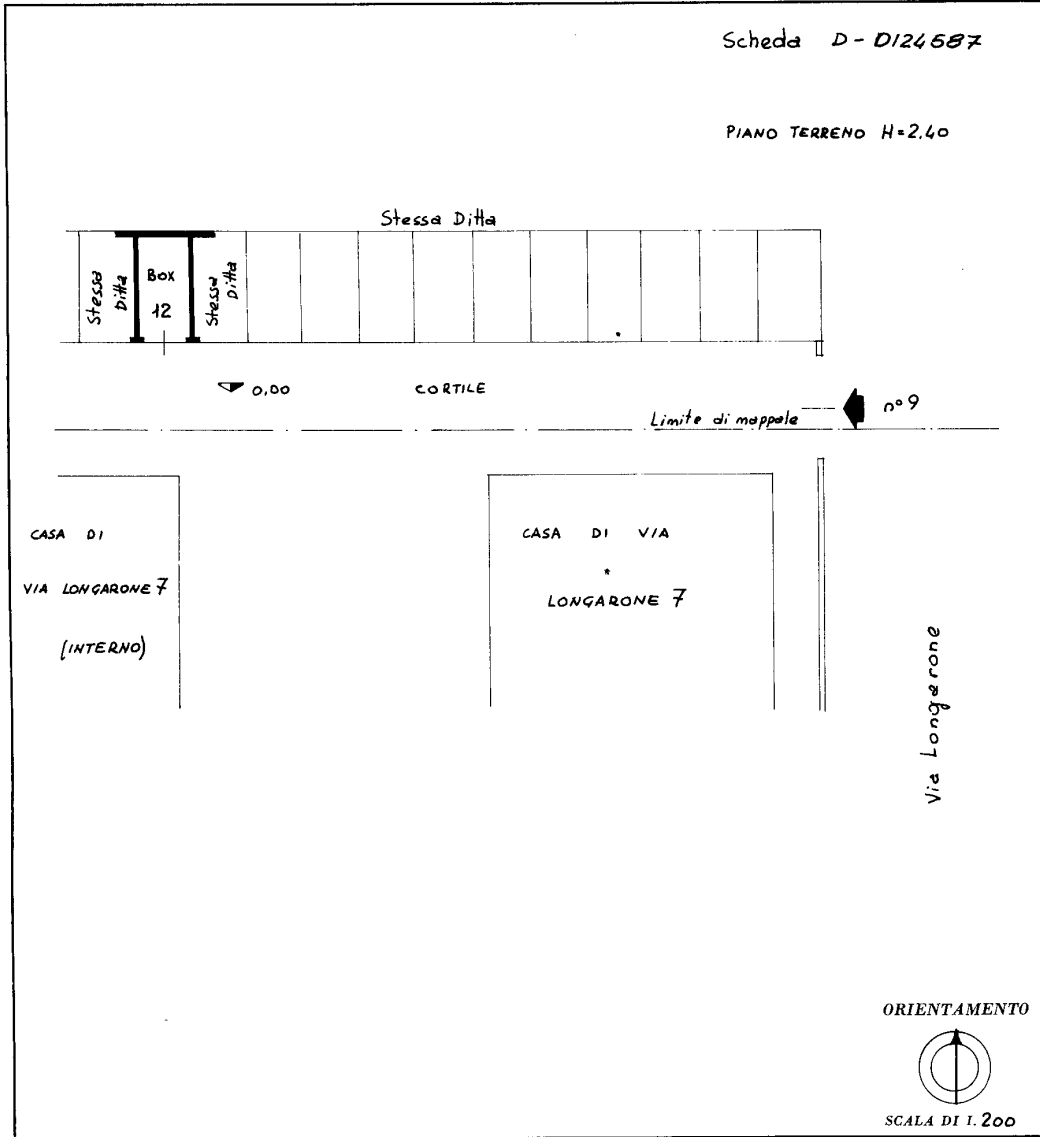 Scheda D - D124587
PIANO TERRENO H=2.40
Stessa Ditta
Stessa
Ditta
Box
12
Stessa
Ditta
0,00
CORTILE
Limite di mappale
n° 9
CASA DI
VIA LONGARONE 7
(INTERNO)
CASA DI VIA
LONGARONE 7
Via Longarone
ORIENTAMENTO
SCALA DI 1.200